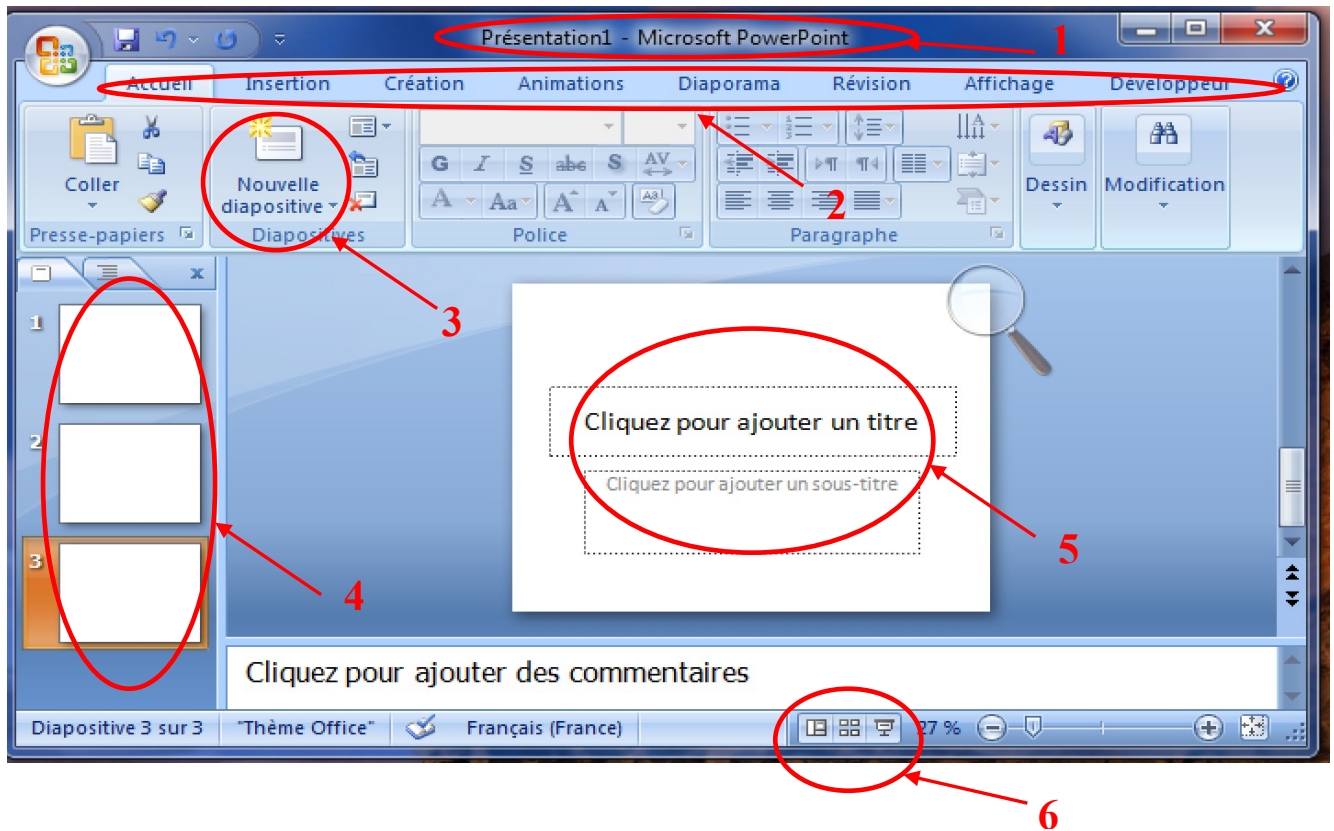 Présentation1 - Microsoft PowerPoint
1
Accueil Insertion Création Animations Diaporama Révision Affichage Développeur
Coller
Nouvelle
diapositive
G I S abc S AV
A Aa A A Aa
Dessin
Modification
2
Presse-papiers Diapositives Police Paragraphe
3
1
2
3
4
Cliquez pour ajouter un titre
Cliquez pour ajouter un sous-titre
5
Cliquez pour ajouter des commentaires
Diapositive 3 sur 3 "Thème Office" Français (France) 27 %
6